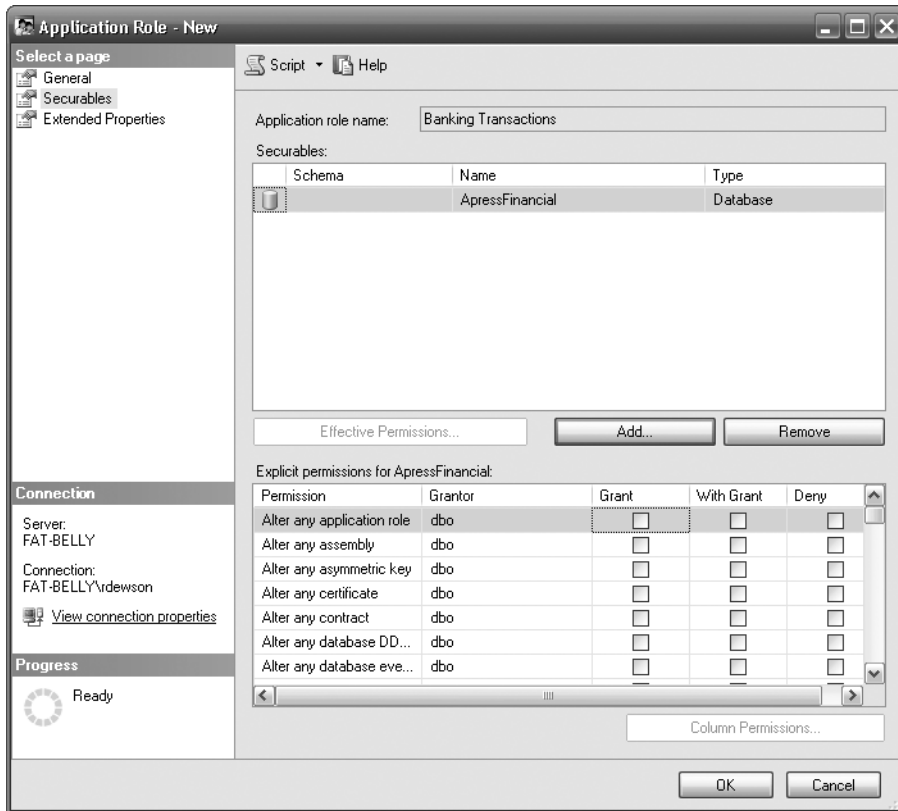 Application Role - New
Select a page
General
Securables
Extended Properties
Script Help
Application role name: Banking Transactions
Securables:
Schema Name Type
ApressFinancial Database
Effective Permissions... Add... Remove
Explicit permissions for ApressFinancial:
Permission Grantor Grant With Grant Deny
Alter any application role dbo
Alter any assembly dbo
Alter any asymmetric key dbo
Alter any certificate dbo
Alter any contract dbo
Alter any database DD... dbo
Alter any database eve... dbo
Column Permissions...
Connection
Server:
FAT-BELLY
Connection:
FAT-BELLY\rdewson
View connection properties
Progress
Ready
OK Cancel